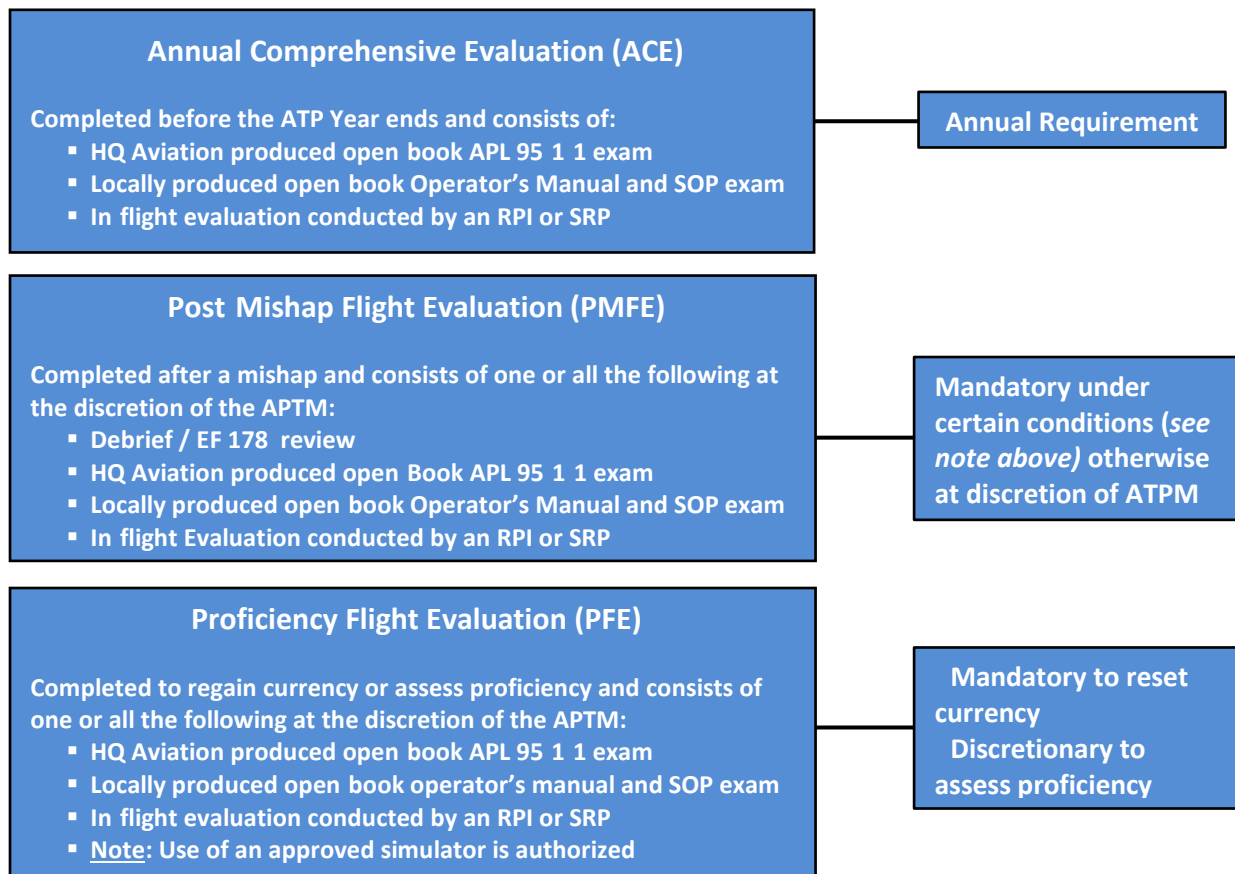 Annual Comprehensive Evaluation (ACE)
Completed before the ATP Year ends and consists of:
▪ HQ Aviation produced open book APL 95 1 1 exam
▪ Locally produced open book Operator's Manual and SOP exam
▪ In flight evaluation conducted by an RPI or SRP
Annual Requirement
Post Mishap Flight Evaluation (PMFE)
Completed after a mishap and consists of one or all the following at
the discretion of the APTM:
▪ Debrief / EF 178 review
▪ HQ Aviation produced open Book APL 95 1 1 exam
▪ Locally produced open book Operator's Manual and SOP exam
▪ In flight Evaluation conducted by an RPI or SRP
Mandatory under
certain conditions (see
note above) otherwise
at discretion of ATPM
Proficiency Flight Evaluation (PFE)
Completed to regain currency or assess proficiency and consists of
one or all the following at the discretion of the APTM:
▪ HQ Aviation produced open book APL 95 1 1 exam
▪ Locally produced open book operator's manual and SOP exam
▪ In flight evaluation conducted by an RPI or SRP
▪ Note: Use of an approved simulator is authorized
Mandatory to reset
currency
Discretionary to
assess proficiency